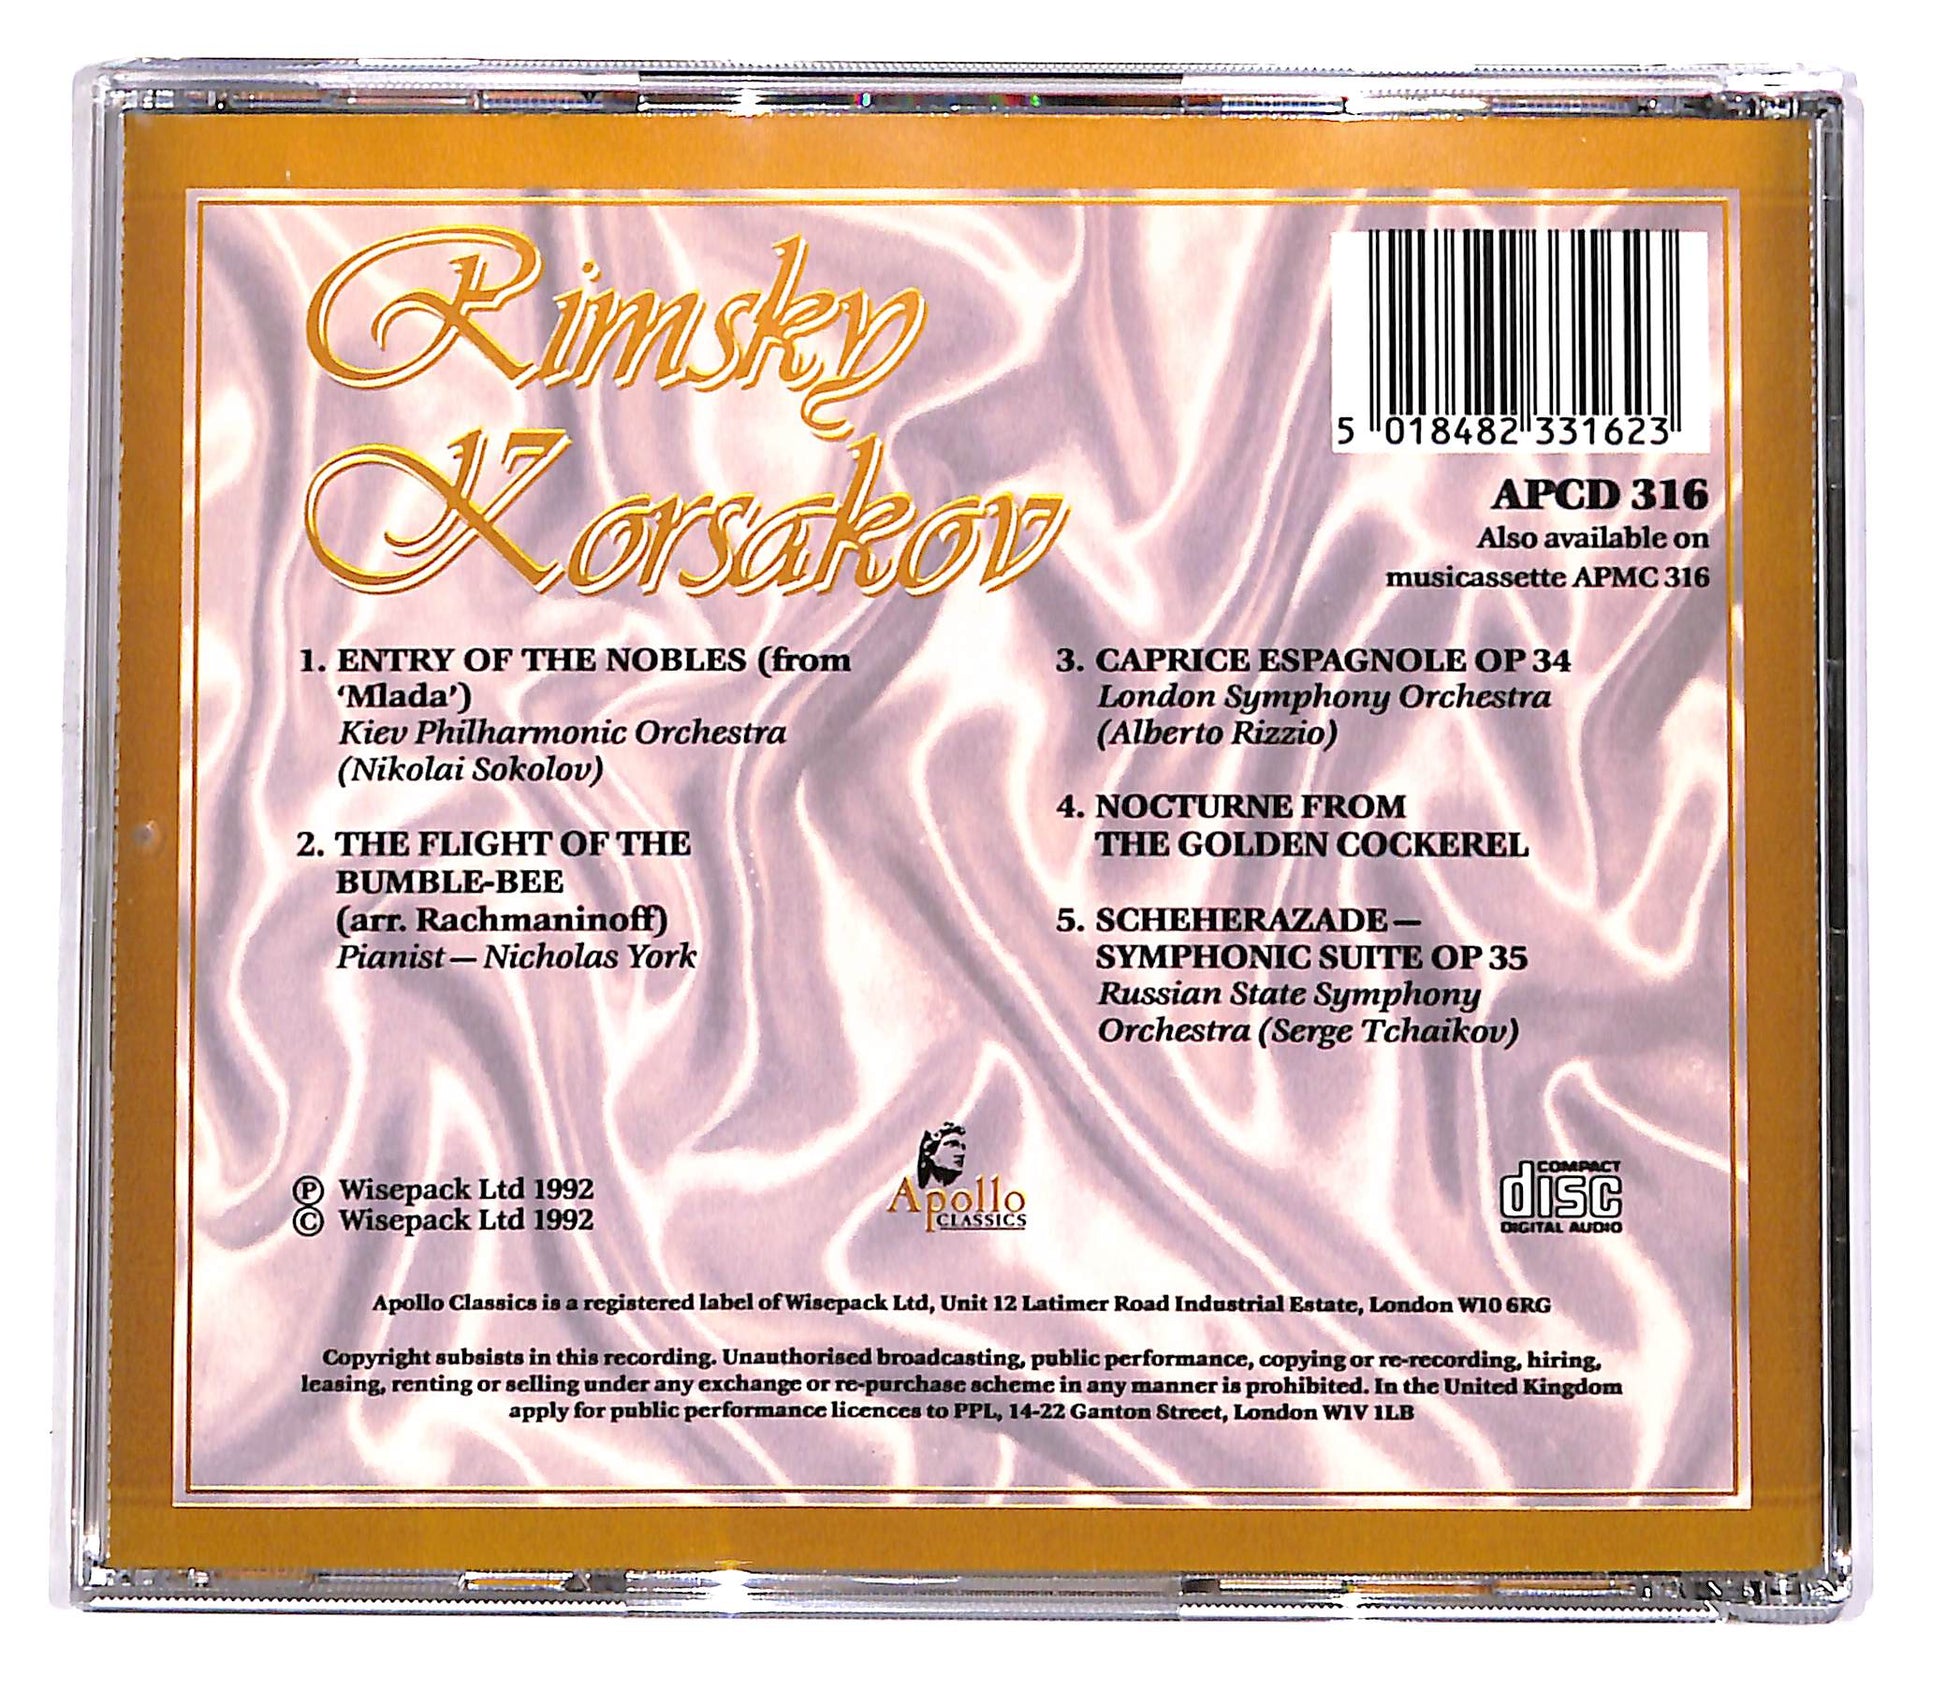 Rimsky
Korsakov
5 018482 331623
APCD 316
Also available on
musicassette APMC 316
1. ENTRY OF THE NOBLES (from
‘Mlada’)
Kiev Philharmonic Orchestra
(Nikolai Sokolov)
2. THE FLIGHT OF THE
BUMBLE-BEE
(arr. Rachmaninoff)
Pianist — Nicholas York
3. CAPRICE ESPAGNOLE OP 34
London Symphony Orchestra
(Alberto Rizzio)
4. NOCTURNE FROM
THE GOLDEN COCKEREL
5. SCHEHERAZADE —
SYMPHONIC SUITE OP 35
Russian State Symphony
Orchestra (Serge Tchaikov)
Ⓟ Wisepack Ltd 1992
© Wisepack Ltd 1992
Apollo
CLASSICS
COMPACT
disc
DIGITAL AUDIO
Apollo Classics is a registered label of Wisepack Ltd, Unit 12 Latimer Road Industrial Estate, London W10 6RG
Copyright subsists in this recording. Unauthorised broadcasting, public performance, copying or re-recording, hiring,
leasing, renting or selling under any exchange or re-purchase scheme in any manner is prohibited. In the United Kingdom
apply for public performance licences to PPL, 14-22 Ganton Street, London W1V 1LB